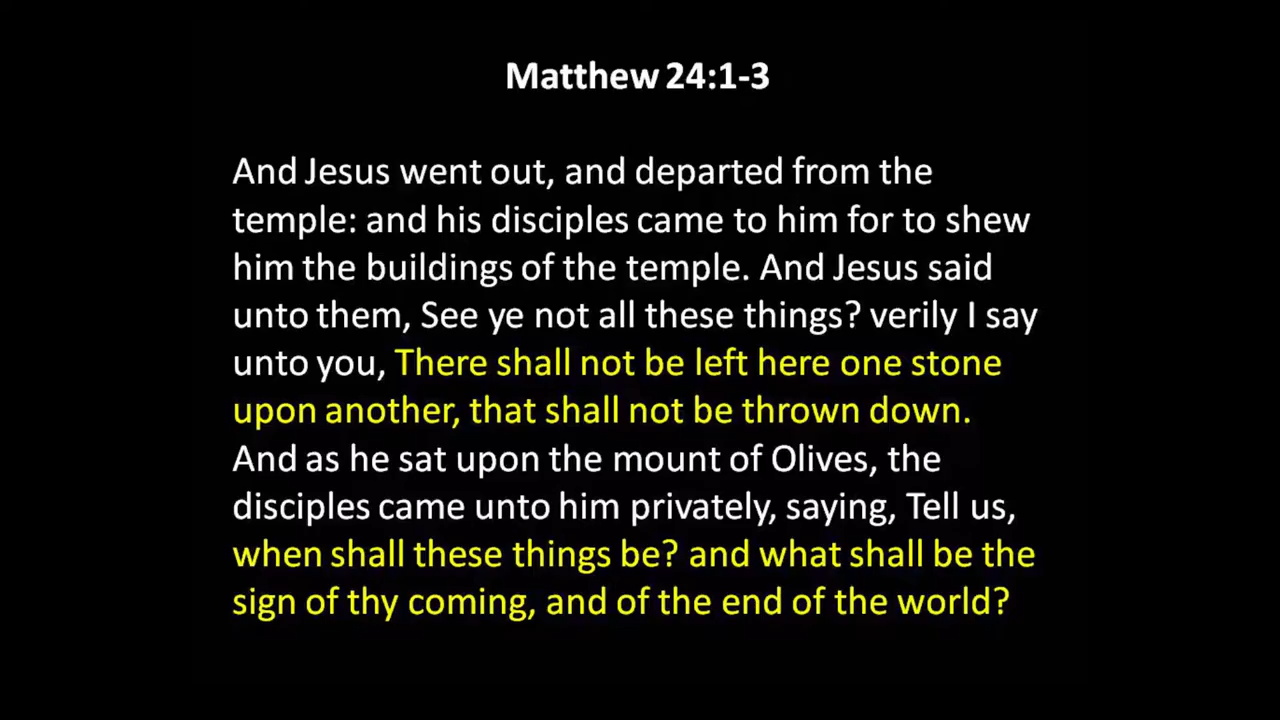 Matthew 24:1-3
And Jesus went out, and departed from the
temple: and his disciples came to him for to shew
him the buildings of the temple. And Jesus said
unto them, See ye not all these things? verily I say
unto you, There shall not be left here one stone
upon another, that shall not be thrown down.
And as he sat upon the mount of Olives, the
disciples came unto him privately, saying, Tell us,
when shall these things be? and what shall be the
sign of thy coming, and of the end of the world?